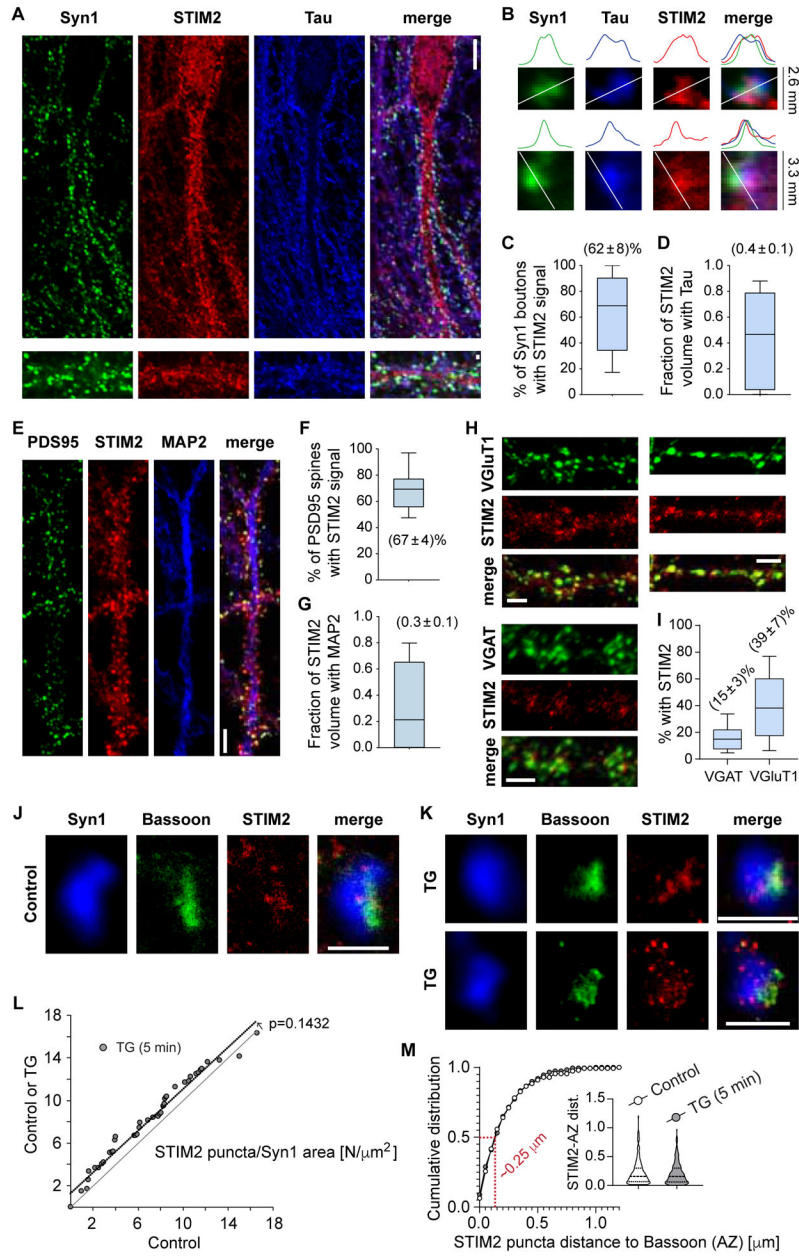 A
Syn1 STIM2 Tau merge
B
Syn1 Tau STIM2 merge
2.6 mm
3.3 mm
C
(62±8)%
% of Syn1 boutons
with STIM2 signal
100
80
60
40
20
0
D
(0.4±0.1)
Fraction of STIM2
volume with Tau
1.0
0.8
0.6
0.4
0.2
0.0
E
PDS95 STIM2 MAP2 merge
F
% of PSD95 spines
with STIM2 signal
100
80
60
40
20
0
(67±4)%
G
(0.3±0.1)
Fraction of STIM2
volume with MAP2
1.0
0.8
0.6
0.4
0.2
0.0
H
VGluT1
STIM2
merge
VGAT
STIM2
merge
I
% with STIM2
100
80
60
40
20
0
(15±3)%
(39±7)%
VGAT VGluT1
J
Syn1 Bassoon STIM2 merge
Control
K
Syn1 Bassoon STIM2 merge
TG
TG
L
Control or TG
18
14
10
6
2
TG (5 min)
p=0.1432
STIM2 puncta/Syn1 area [N/µm2]
2 6 10 14 18
Control
M
Cumulative distribution
1.0
0.5
0.0
~0.25 µm
0.0 0.5 1.0
STIM2 puncta distance to Bassoon (AZ) [µm]
STIM2-AZ dist.
1.5
1.0
0.5
0.0
Control
TG (5 min)